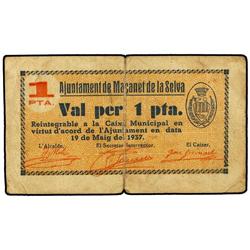 1
PTA.
Ajuntament de Maçanet de la Selva
Val per 1 pta.
Reintegrable a la Caixa Municipal en
virtut d'acord de l'Ajuntament en data
19 de Maig del 1937.
L'Alcalde, El Secretari Interventor, El Caixer,